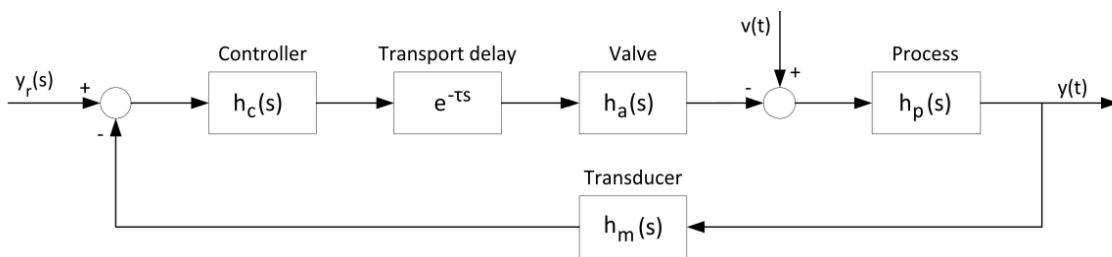 v(t)
Controller
Transport delay
Valve
Process
y_r(s)
+
h_c(s)
e^{-τs}
h_a(s)
-
+
h_p(s)
y(t)
-
Transducer
h_m(s)